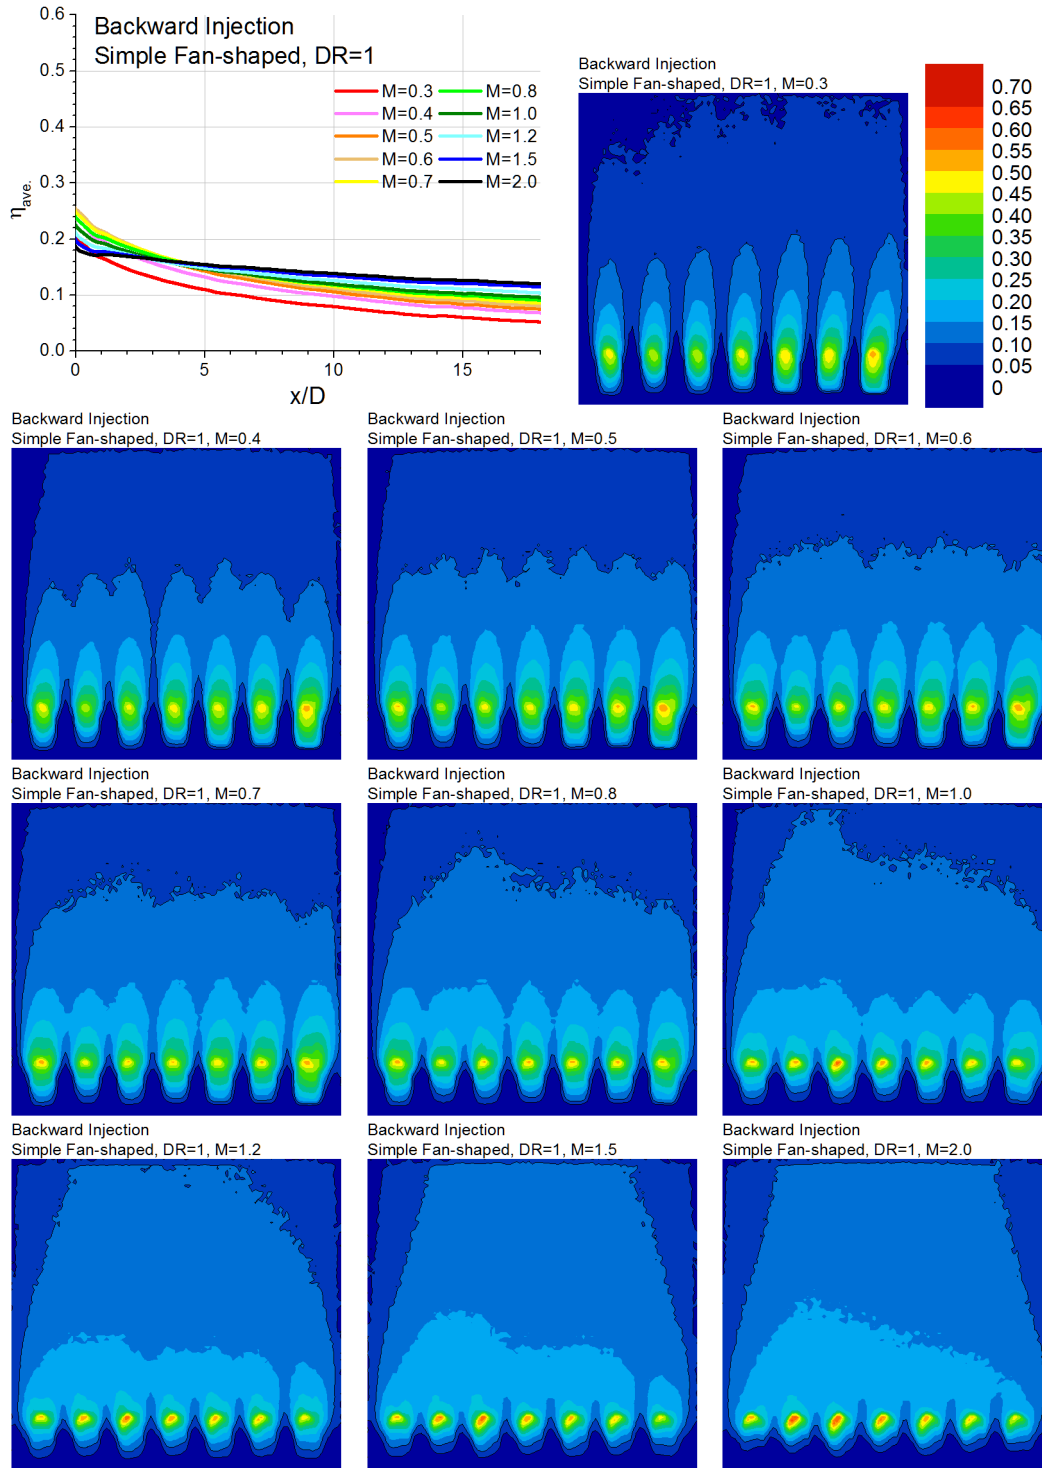 0.6
0.5
0.4
0.3
0.2
0.1
0.0
η ave.
Backward Injection
Simple Fan-shaped, DR=1
M=0.3 M=0.8
M=0.4 M=1.0
M=0.5 M=1.2
M=0.6 M=1.5
M=0.7 M=2.0
0 5 10 15
x/D
Backward Injection
Simple Fan-shaped, DR=1, M=0.3
0.70
0.65
0.60
0.55
0.50
0.45
0.40
0.35
0.30
0.25
0.20
0.15
0.10
0.05
0
Backward Injection
Simple Fan-shaped, DR=1, M=0.4
Backward Injection
Simple Fan-shaped, DR=1, M=0.5
Backward Injection
Simple Fan-shaped, DR=1, M=0.6
Backward Injection
Simple Fan-shaped, DR=1, M=0.7
Backward Injection
Simple Fan-shaped, DR=1, M=0.8
Backward Injection
Simple Fan-shaped, DR=1, M=1.0
Backward Injection
Simple Fan-shaped, DR=1, M=1.2
Backward Injection
Simple Fan-shaped, DR=1, M=1.5
Backward Injection
Simple Fan-shaped, DR=1, M=2.0